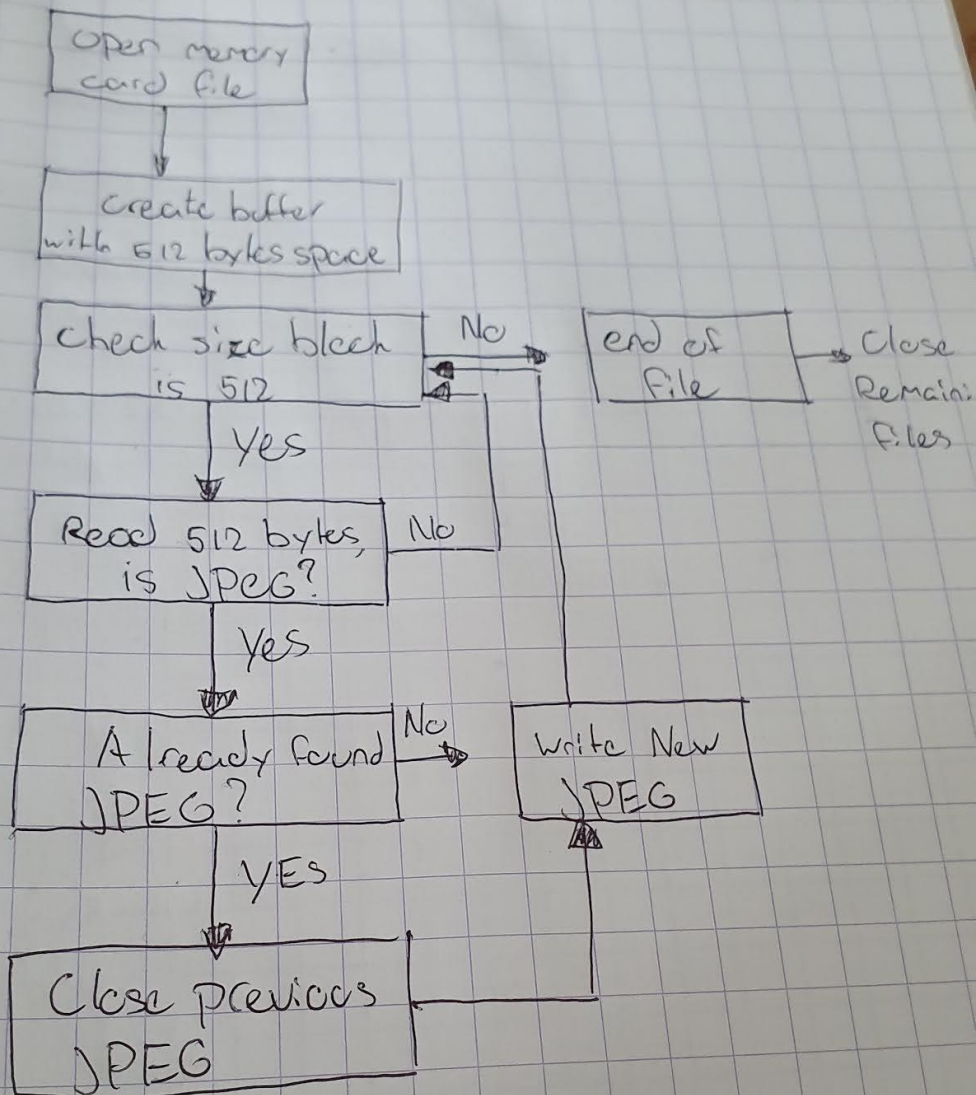 Open memory
card file
Create buffer
with 512 bytes space
Check size block
is 512
No
end of
File
Close
Remaini
Files
Yes
Read 512 bytes,
is JPEG?
No
Yes
Already found
JPEG?
No
Write New
JPEG
YES
Close previous
JPEG